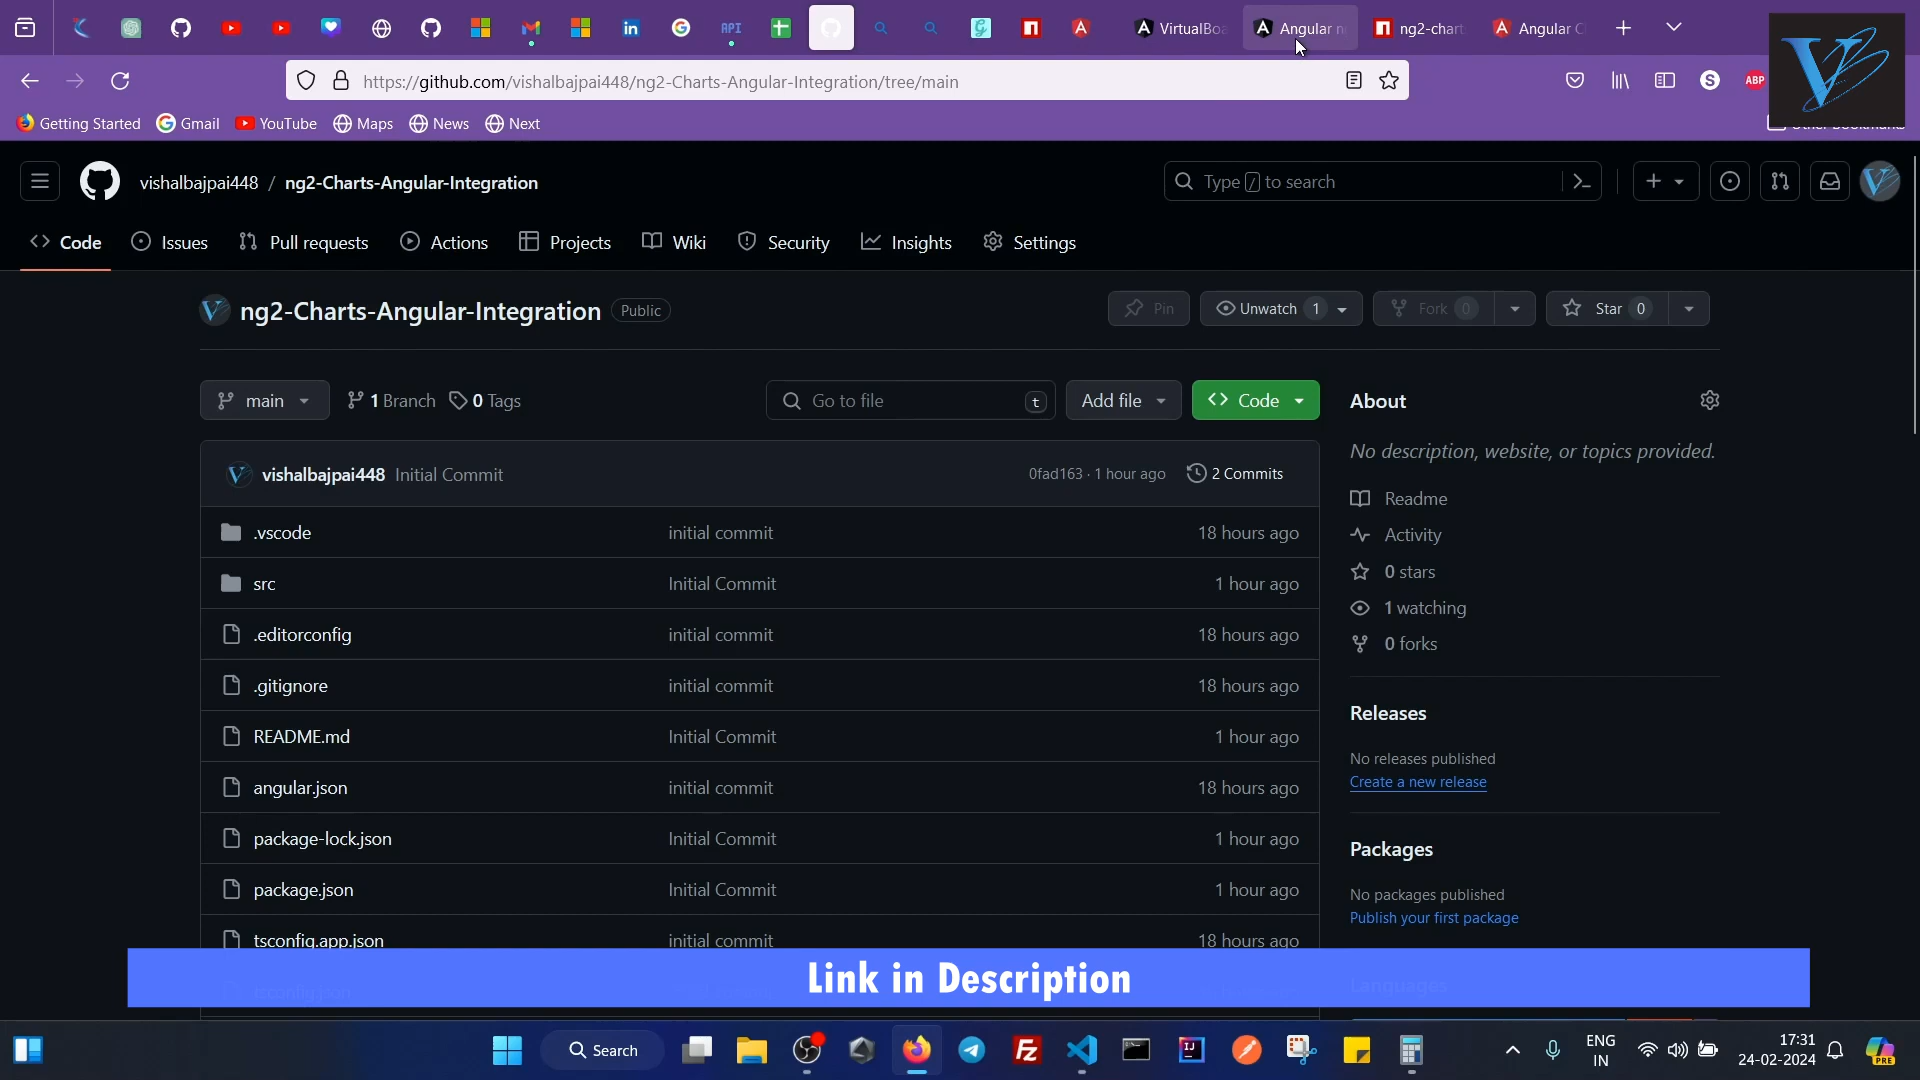 API
VirtualBo
Angular n
ng2-chart
Angular C
https://github.com/vishalbajpai448/ng2-Charts-Angular-Integration/tree/main
S
ABP
Getting Started
Gmail
YouTube
Maps
News
Next
vishalbajpai448 / ng2-Charts-Angular-Integration
Type / to search
Code
Issues
Pull requests
Actions
Projects
Wiki
Security
Insights
Settings
ng2-Charts-Angular-Integration
Public
Pin
Unwatch 1
Fork 0
Star 0
main
1 Branch
0 Tags
Go to file
t
Add file
Code
About
No description, website, or topics provided.
vishalbajpai448 Initial Commit
0fad163 · 1 hour ago
2 Commits
Readme
Activity
0 stars
1 watching
0 forks
.vscode initial commit 18 hours ago
src Initial Commit 1 hour ago
.editorconfig initial commit 18 hours ago
.gitignore initial commit 18 hours ago
README.md Initial Commit 1 hour ago
angular.json initial commit 18 hours ago
package-lock.json Initial Commit 1 hour ago
package.json Initial Commit 1 hour ago
tsconfig.app.json initial commit 18 hours ago
Releases
No releases published
Create a new release
Packages
No packages published
Publish your first package
Link in Description
Search
ENG
IN
17:31
24-02-2024
PRE